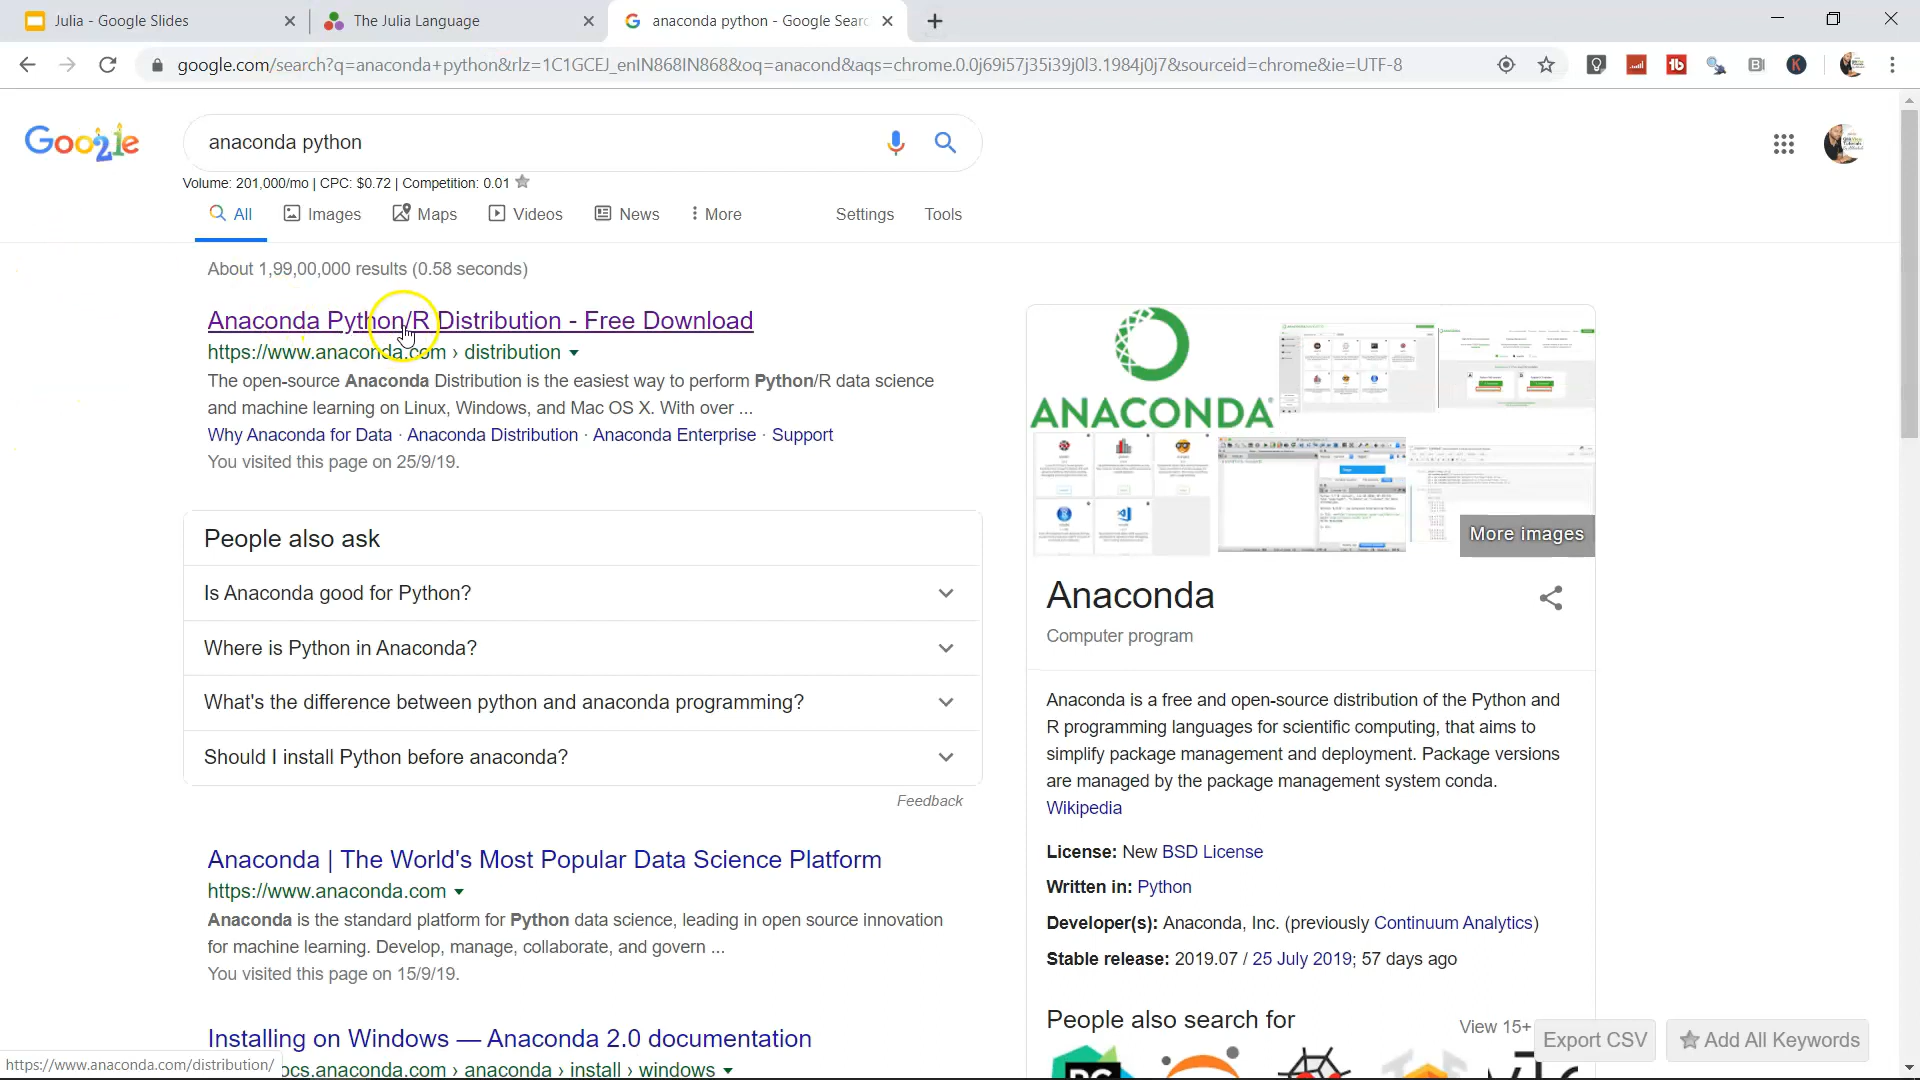 Julia - Google Slides
The Julia Language
anaconda python - Google Searc
google.com/search?q=anaconda+python&rlz=1C1GCEJ_enIN868IN868&oq=anacond&aqs=chrome.0.0j69i57j35i39j0l3.1984j0j7&sourceid=chrome&ie=UTF-8
anaconda python
Volume: 201,000/mo | CPC: $0.72 | Competition: 0.01
All
Images
Maps
Videos
News
More
Settings
Tools
About 1,99,00,000 results (0.58 seconds)
Anaconda Python/R Distribution - Free Download
https://www.anaconda.com › distribution
The open-source Anaconda Distribution is the easiest way to perform Python/R data science
and machine learning on Linux, Windows, and Mac OS X. With over ...
Why Anaconda for Data · Anaconda Distribution · Anaconda Enterprise · Support
You visited this page on 25/9/19.
People also ask
Is Anaconda good for Python?
Where is Python in Anaconda?
What's the difference between python and anaconda programming?
Should I install Python before anaconda?
Feedback
Anaconda | The World's Most Popular Data Science Platform
https://www.anaconda.com
Anaconda is the standard platform for Python data science, leading in open source innovation
for machine learning. Develop, manage, collaborate, and govern ...
You visited this page on 15/9/19.
Installing on Windows — Anaconda 2.0 documentation
ocs.anaconda.com › anaconda › install › windows
https://www.anaconda.com/distribution/
ANACONDA
More images
Anaconda
Computer program
Anaconda is a free and open-source distribution of the Python and
R programming languages for scientific computing, that aims to
simplify package management and deployment. Package versions
are managed by the package management system conda.
Wikipedia
License: New BSD License
Written in: Python
Developer(s): Anaconda, Inc. (previously Continuum Analytics)
Stable release: 2019.07 / 25 July 2019; 57 days ago
People also search for
View 15+
Export CSV
Add All Keywords